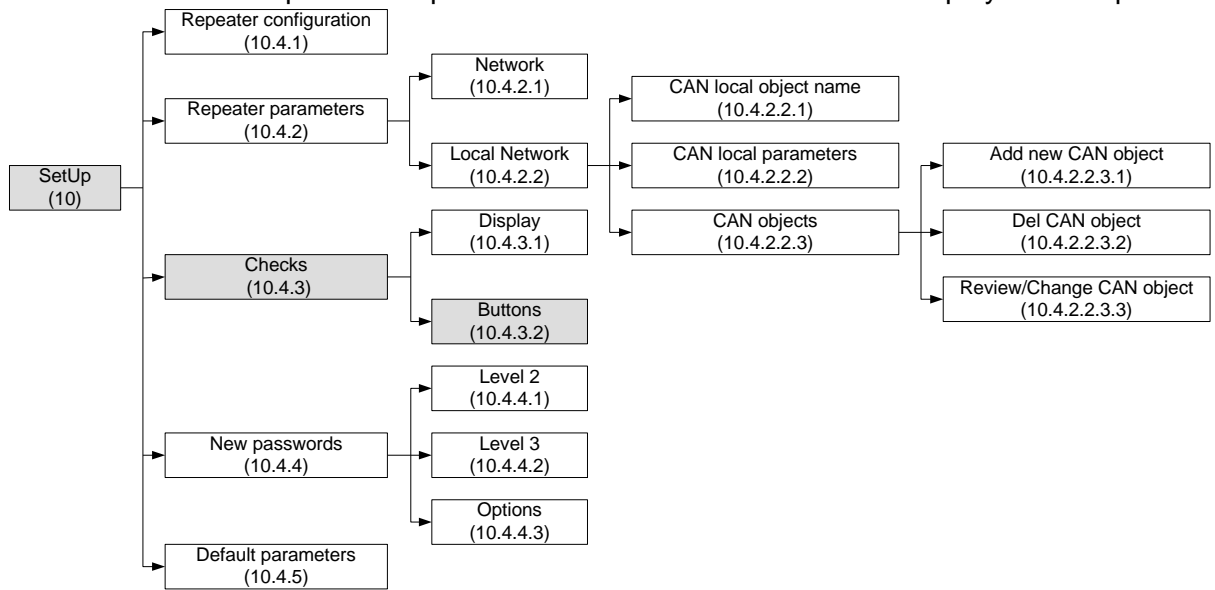 Repeater configuration
(10.4.1)
Repeater parameters
(10.4.2)
Network
(10.4.2.1)
Local Network
(10.4.2.2)
CAN local object name
(10.4.2.2.1)
CAN local parameters
(10.4.2.2.2)
CAN objects
(10.4.2.2.3)
Add new CAN object
(10.4.2.2.3.1)
Del CAN object
(10.4.2.2.3.2)
Review/Change CAN object
(10.4.2.2.3.3)
SetUp
(10)
Checks
(10.4.3)
Display
(10.4.3.1)
Buttons
(10.4.3.2)
New passwords
(10.4.4)
Level 2
(10.4.4.1)
Level 3
(10.4.4.2)
Options
(10.4.4.3)
Default parameters
(10.4.5)